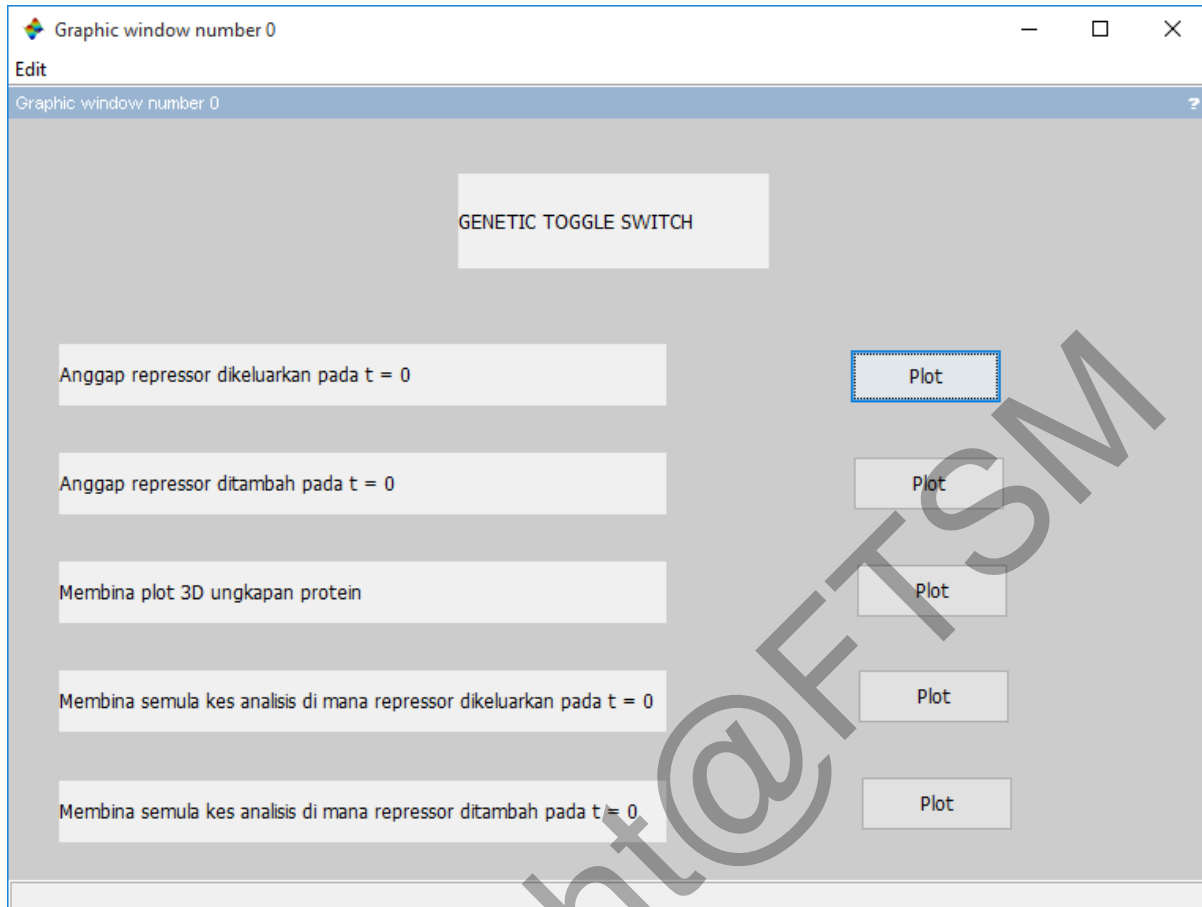 Graphic window number 0
Edit
Graphic window number 0 ?
GENETIC TOGGLE SWITCH
Anggap repressor dikeluarkan pada t = 0 Plot
Anggap repressor ditambah pada t = 0 Plot
Membina plot 3D ungkapan protein Plot
Membina semula kes analisis di mana repressor dikeluarkan pada t = 0 Plot
Membina semula kes analisis di mana repressor ditambah pada t = 0 Plot
ht@FTSM